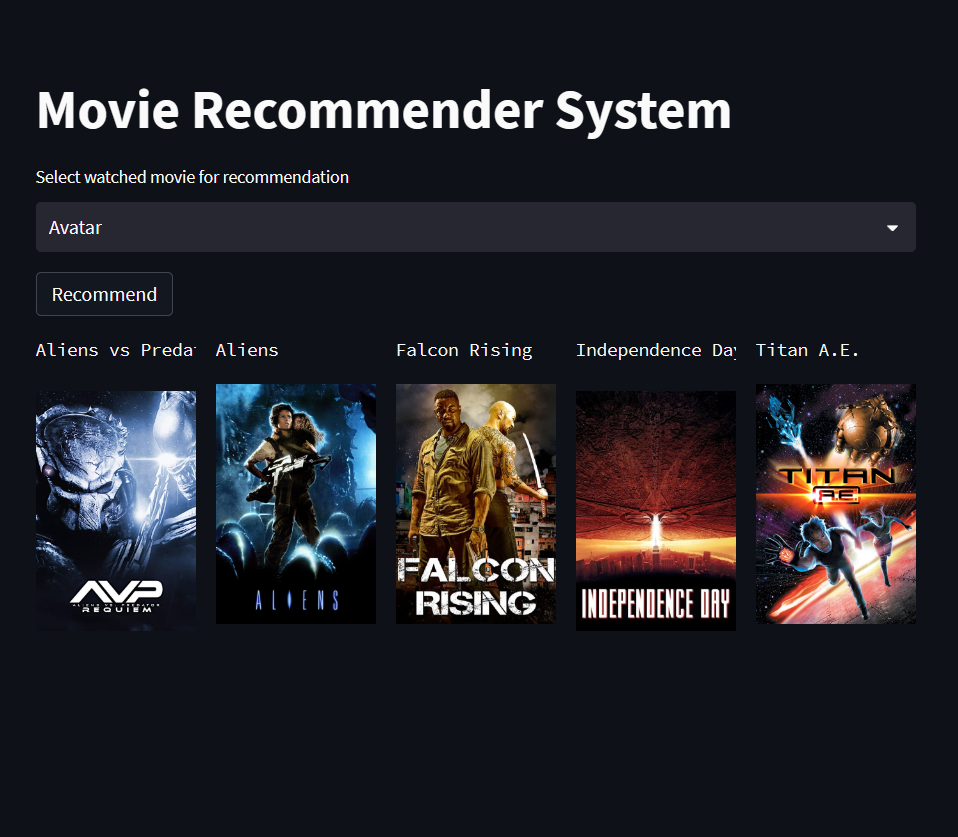 Movie Recommender System
Select watched movie for recommendation
Avatar
Recommend
Aliens vs Preda
Aliens
Falcon Rising
Independence Day
Titan A.E.
AVP
ALIENS VS. PREDATOR
REQUIEM
ALIENS
FALCON
RISING
INDEPENDENCE DAY
TITAN
A.E.